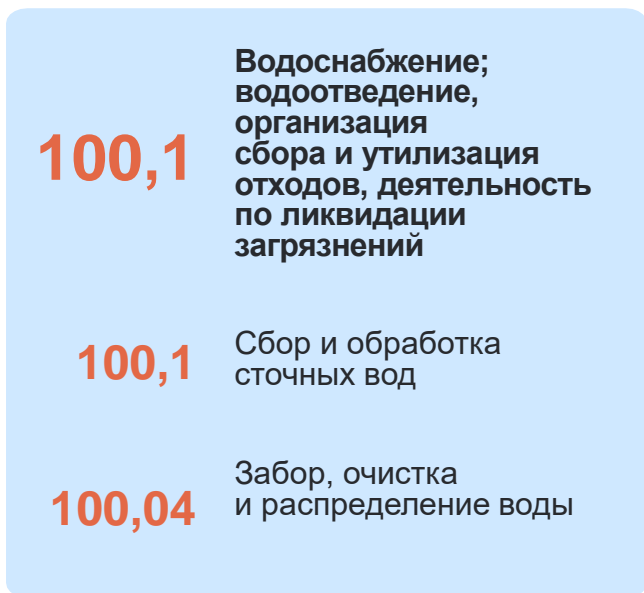 100,1
Водоснабжение;
водоотведение,
организация
сбора и утилизация
отходов, деятельность
по ликвидации
загрязнений
100,1
Сбор и обработка
сточных вод
100,04
Забор, очистка
и распределение воды